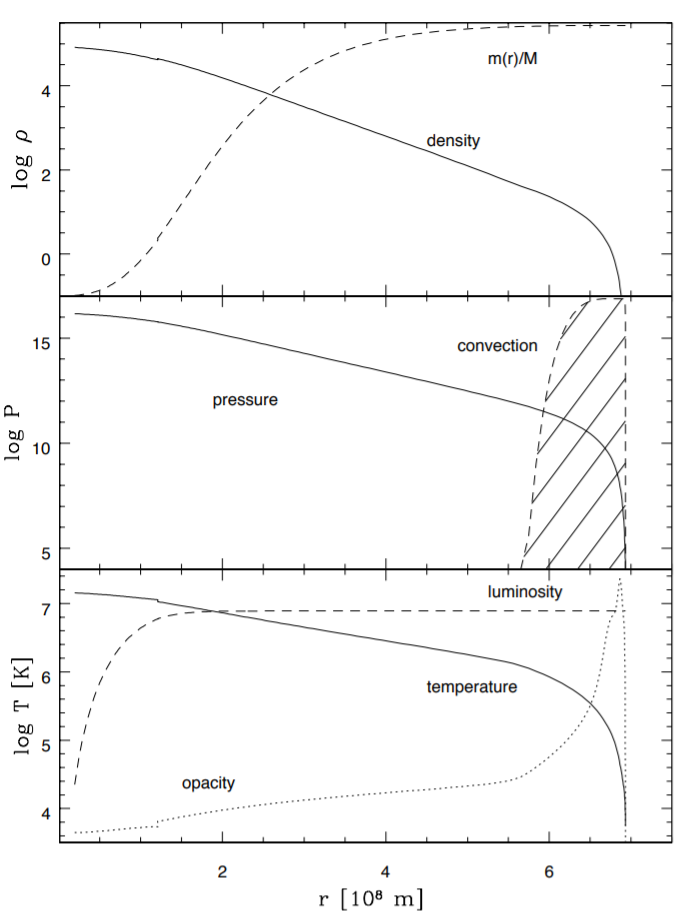 m(r)/M
4
density
log ρ
2
0
15
convection
pressure
log P
10
5
7
luminosity
log T [K]
6
temperature
5
opacity
4
2 4 6
r [10⁸ m]